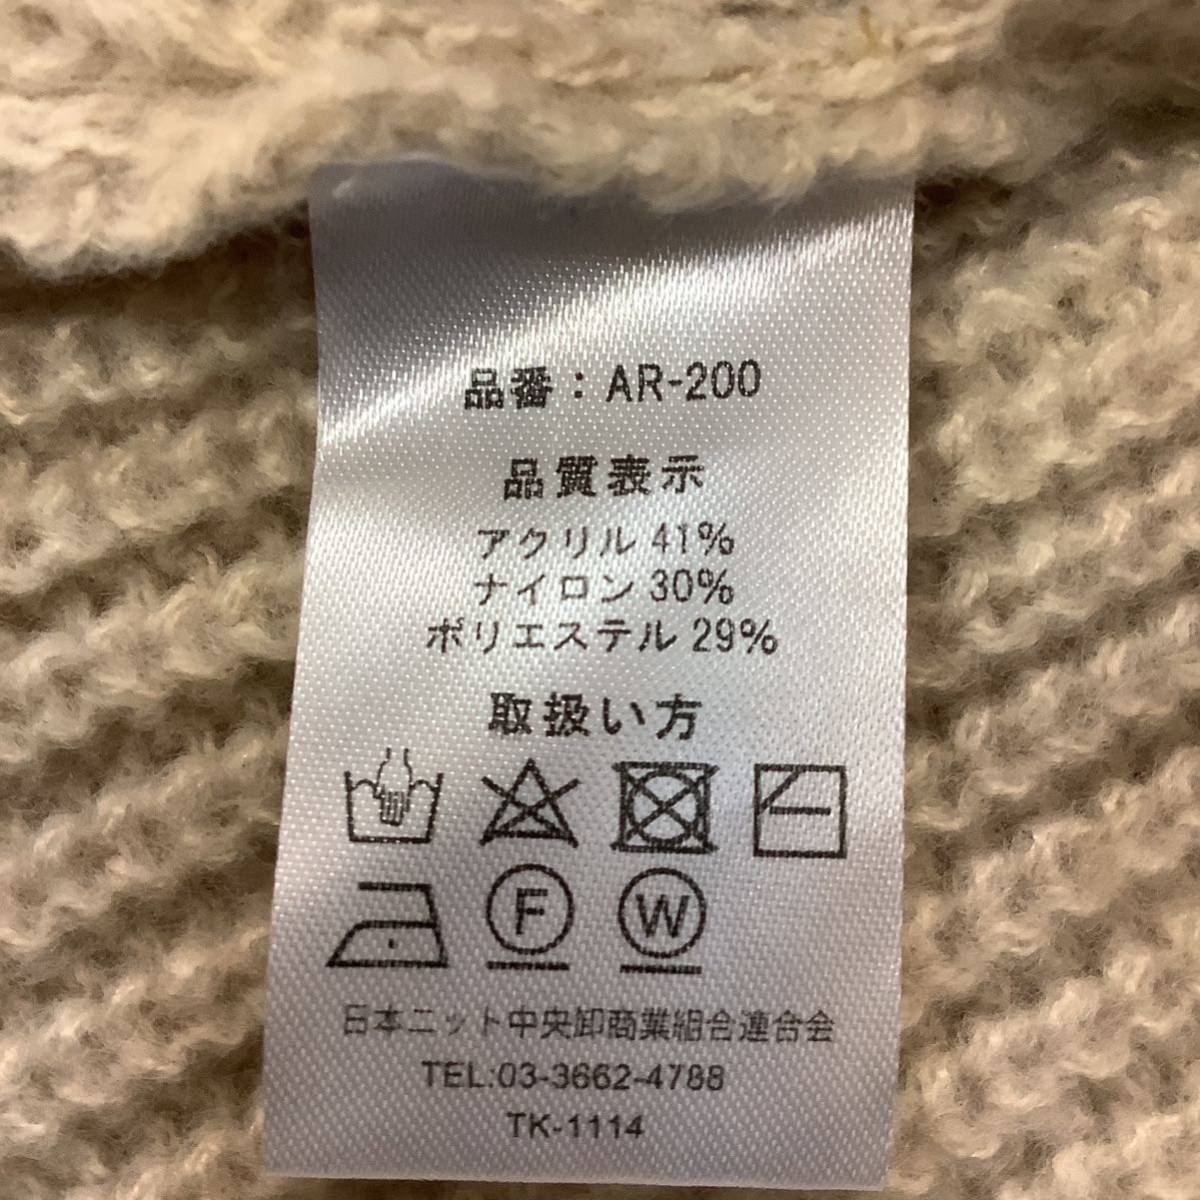 品番：AR-200
品質表示
アクリル 41%
ナイロン 30%
ポリエステル 29%
取扱い方
F W
日本ニット中央卸商業組合連合会
TEL:03-3662-4788
TK-1114